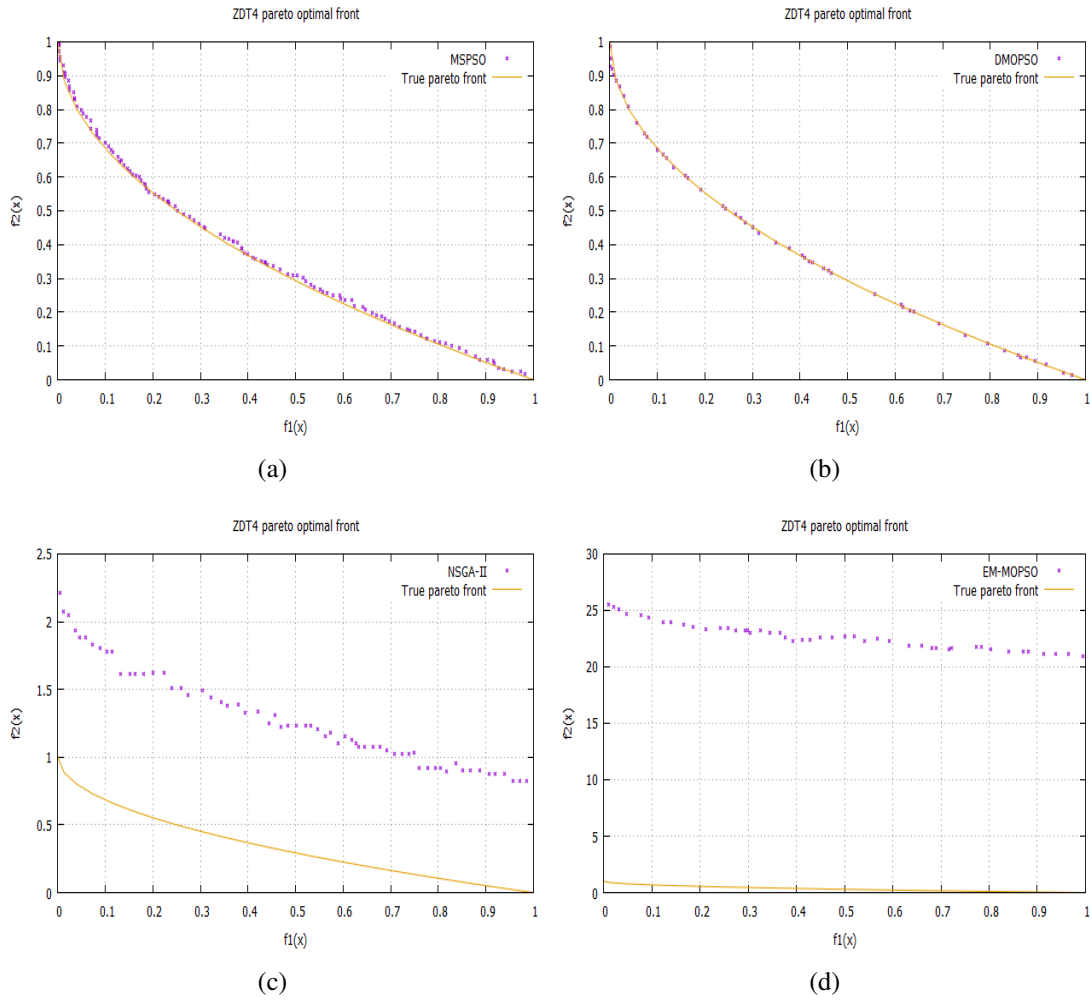 ZDT4 pareto optimal front
MSPSO
True pareto front
1
0.9
0.8
0.7
0.6
0.5
0.4
0.3
0.2
0.1
0
f2(x)
0 0.1 0.2 0.3 0.4 0.5 0.6 0.7 0.8 0.9 1
f1(x)
(a)
ZDT4 pareto optimal front
DMOPSO
True pareto front
1
0.9
0.8
0.7
0.6
0.5
0.4
0.3
0.2
0.1
0
f2(x)
0 0.1 0.2 0.3 0.4 0.5 0.6 0.7 0.8 0.9 1
f1(x)
(b)
ZDT4 pareto optimal front
NSGA-II
True pareto front
2.5
2
1.5
1
0.5
0
f2(x)
0 0.1 0.2 0.3 0.4 0.5 0.6 0.7 0.8 0.9 1
f1(x)
(c)
ZDT4 pareto optimal front
EM-MOPSO
True pareto front
30
25
20
15
10
5
0
f2(x)
0 0.1 0.2 0.3 0.4 0.5 0.6 0.7 0.8 0.9 1
f1(x)
(d)